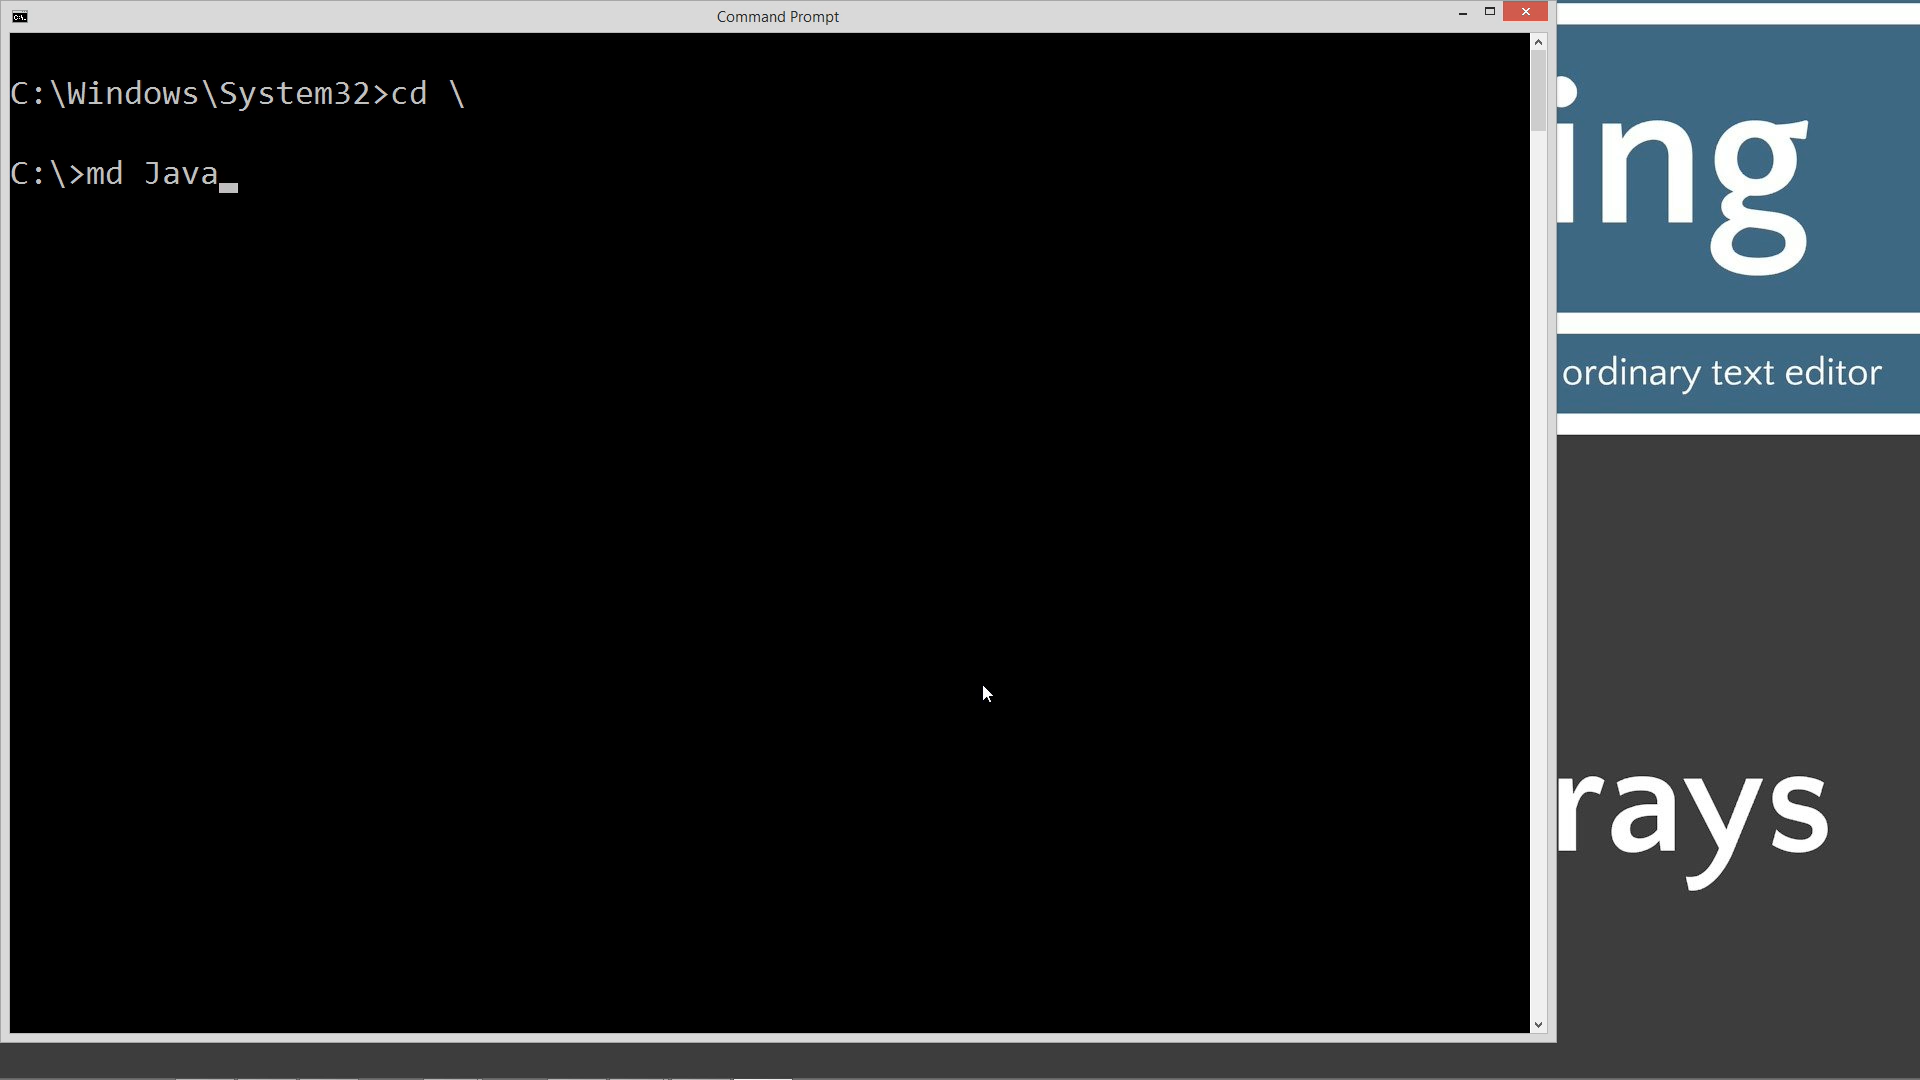 Command Prompt
C:\Windows\System32>cd \
C:\>md Java
ing
ordinary text editor
rays